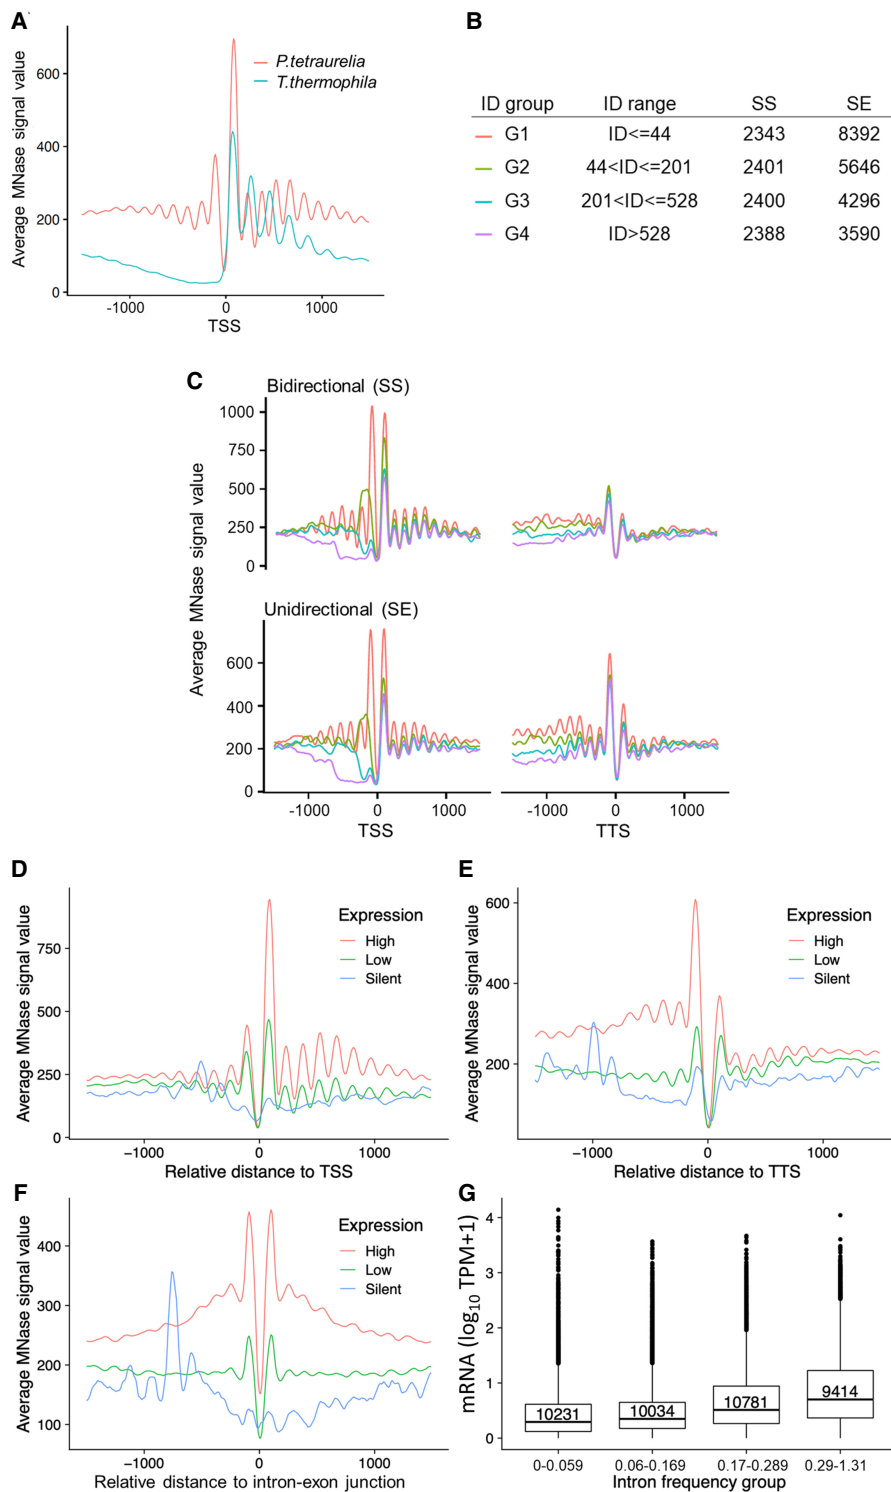 A
Average MNase signal value
600
400
200
0
-1000
0
1000
TSS
P.tetraurelia
T.thermophila
B
ID group ID range SS SE
G1 ID<=44 2343 8392
G2 44<ID<=201 2401 5646
G3 201<ID<=528 2400 4296
G4 ID>528 2388 3590
C
Average MNase signal value
Bidirectional (SS)
1000
750
500
250
0
Unidirectional (SE)
600
400
200
0
-1000 0 1000
TSS
-1000 0 1000
TTS
D
Average MNase signal value
750
500
250
0
Expression
High
Low
Silent
−1000 0 1000
Relative distance to TSS
E
Average MNase signal value
600
400
200
Expression
High
Low
Silent
−1000 0 1000
Relative distance to TTS
F
Average MNase signal value
400
300
200
100
Expression
High
Low
Silent
−1000 0 1000
Relative distance to intron-exon junction
G
mRNA (log10 TPM+1)
4
3
2
1
0
10231 10034 10781 9414
0-0.059 0.06-0.169 0.17-0.289 0.29-1.31
Intron frequency group